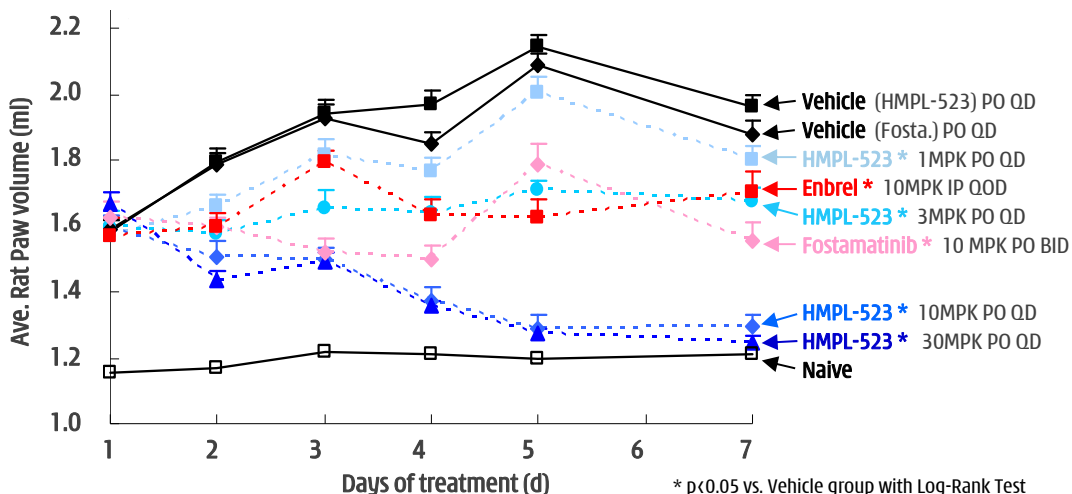 Ave. Rat Paw volume (ml)
2.2
2.0
1.8
1.6
1.4
1.2
1.0
1
2
3
4
5
6
7
Days of treatment (d)
Vehicle (HMPL-523) PO QD
Vehicle (Fosta.) PO QD
HMPL-523 * 1MPK PO QD
Enbrel * 10MPK IP QOD
HMPL-523 * 3MPK PO QD
Fostamatinib * 10 MPK PO BID
HMPL-523 * 10MPK PO QD
HMPL-523 * 30MPK PO QD
Naive
* p<0.05 vs. Vehicle group with Log-Rank Test